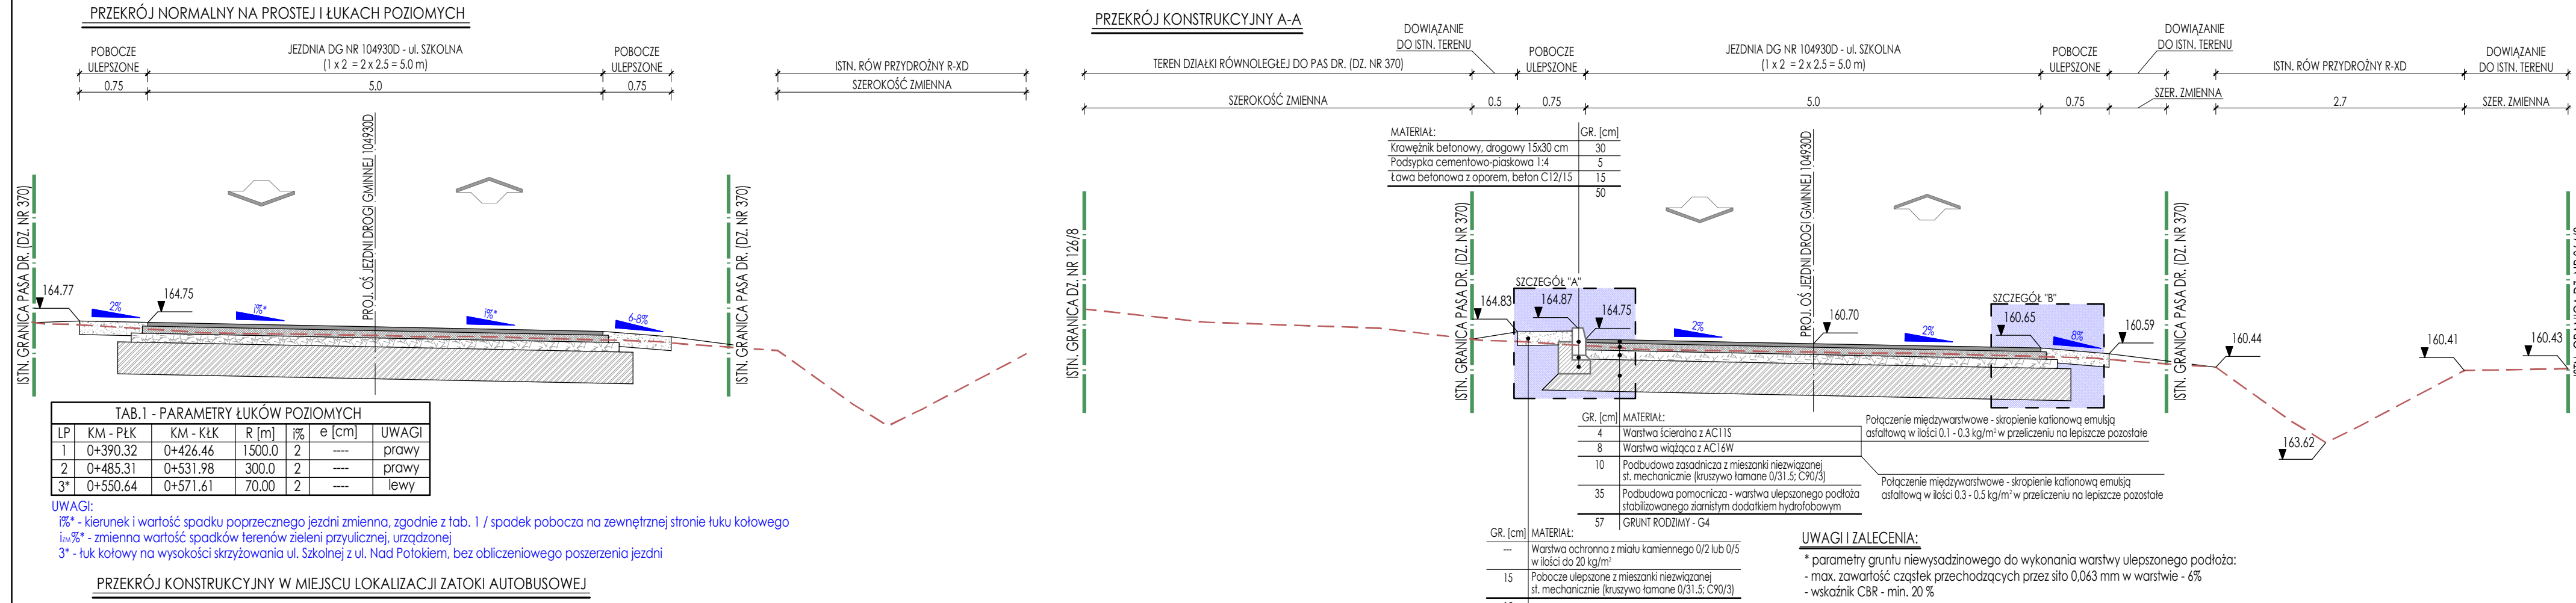 PRZEKRÓJ NORMALNY NA PROSTEJ I ŁUKACH POZIOMYCH
POBOCZE
ULEPSZONE
JEZDNIA DG NR 104930D - ul. SZKOLNA
(1 x 2 = 2 x 2.5 = 5.0 m)
POBOCZE
ULEPSZONE
ISTN. RÓW PRZYDROŻNY R-XD
0.75
5.0
0.75
SZEROKOŚĆ ZMIENNA
ISTN. GRANICA PASA DR. (DZ. NR 370)
PROJ. OŚ JEZDNI DROGI GMINNEJ 104930D
ISTN. GRANICA PASA DR. (DZ. NR 370)
164.77
2%
164.75
i%*
i%*
6-8%
TAB.1 - PARAMETRY ŁUKÓW POZIOMYCH
LP KM - PŁK KM - KŁK R [m] i% e [cm] UWAGI
1 0+390.32 0+426.46 1500.0 2 ---- prawy
2 0+485.31 0+531.98 300.0 2 ---- prawy
3* 0+550.64 0+571.61 70.00 2 ---- lewy
UWAGI:
i%* - kierunek i wartość spadku poprzecznego jezdni zmienna, zgodnie z tab. 1 / spadek pobocza na zewnętrznej stronie łuku kołowego
iZM%* - zmienna wartość spadków terenów zieleni przyulicznej, urządzonej
3* - łuk kołowy na wysokości skrzyżowania ul. Szkolnej z ul. Nad Potokiem, bez obliczeniowego poszerzenia jezdni
PRZEKRÓJ KONSTRUKCYJNY W MIEJSCU LOKALIZACJI ZATOKI AUTOBUSOWEJ
PRZEKRÓJ KONSTRUKCYJNY A-A
TEREN DZIAŁKI RÓWNOLEGŁEJ DO PAS DR. (DZ. NR 370)
DOWIĄZANIE
DO ISTN. TERENU
POBOCZE
ULEPSZONE
JEZDNIA DG NR 104930D - ul. SZKOLNA
(1 x 2 = 2 x 2.5 = 5.0 m)
POBOCZE
ULEPSZONE
DOWIĄZANIE
DO ISTN. TERENU
ISTN. RÓW PRZYDROŻNY R-XD
DOWIĄZANIE
DO ISTN. TERENU
SZEROKOŚĆ ZMIENNA
0.5
0.75
5.0
0.75
SZER. ZMIENNA
2.7
SZER. ZMIENNA
MATERIAŁ: GR. [cm]
Krawężnik betonowy, drogowy 15x30 cm 30
Podsypka cementowo-piaskowa 1:4 5
Ława betonowa z oporem, beton C12/15 15
50
ISTN. GRANICA DZ. NR 126/8
ISTN. GRANICA PASA DR. (DZ. NR 370)
PROJ. OŚ JEZDNI DROGI GMINNEJ 104930D
ISTN. GRANICA PASA DR. (DZ. NR 370)
SZCZEGÓŁ "A"
164.83
164.87
164.75
2%
160.70
2%
SZCZEGÓŁ "B"
160.65
8%
160.59
160.44
163.62
160.41
160.43
GR. [cm] MATERIAŁ:
4 Warstwa ścieralna z AC11S
8 Warstwa wiążąca z AC16W
10 Podbudowa zasadnicza z mieszanki niezwiązanej
st. mechanicznie (kruszywo łamane 0/31.5; C90/3)
35 Podbudowa pomocnicza - warstwa ulepszonego podłoża
stabilizowanego ziarnistym dodatkiem hydrofobowym
57 GRUNT RODZIMY - G4
Połączenie międzywarstwowe - skropienie kationową emulsją
asfaltową w ilości 0.1 - 0.3 kg/m² w przeliczeniu na lepiszcze pozostałe
Połączenie międzywarstwowe - skropienie kationową emulsją
asfaltową w ilości 0.3 - 0.5 kg/m² w przeliczeniu na lepiszcze pozostałe
GR. [cm] MATERIAŁ:
--- Warstwa ochronna z miału kamiennego 0/2 lub 0/5
w ilości do 20 kg/m²
15 Pobocze ulepszone z mieszanki niezwiązanej
st. mechanicznie (kruszywo łamane 0/31.5; C90/3)
UWAGI I ZALECENIA:
* parametry gruntu niewysadzinowego do wykonania warstwy ulepszonego podłoża:
- max. zawartość cząstek przechodzących przez sito 0,063 mm w warstwie - 6%
- wskaźnik CBR - min. 20 %